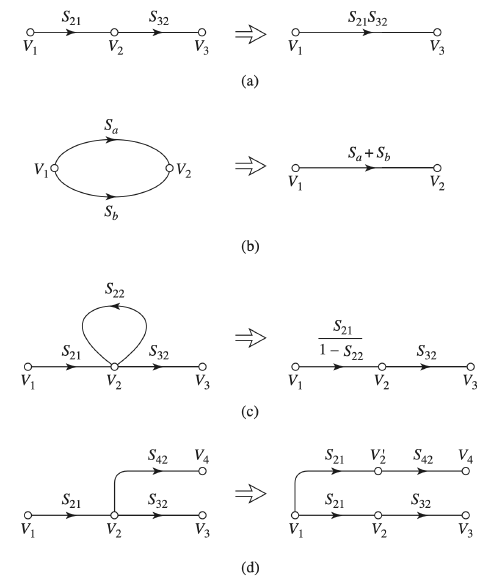 S21 S32 ⇒ S21S32
V1 V2 V3 V1 V3
(a)
Sa
V1 V2 ⇒ Sa + Sb
Sb V1 V2
(b)
S22
S21 S32 ⇒ S21 / 1 − S22 S32
V1 V2 V3 V1 V2 V3
(c)
S42 V4 S21 V2' S42 V4
S21 S32 ⇒ S21 S32
V1 V2 V3 V1 V2 V3
(d)